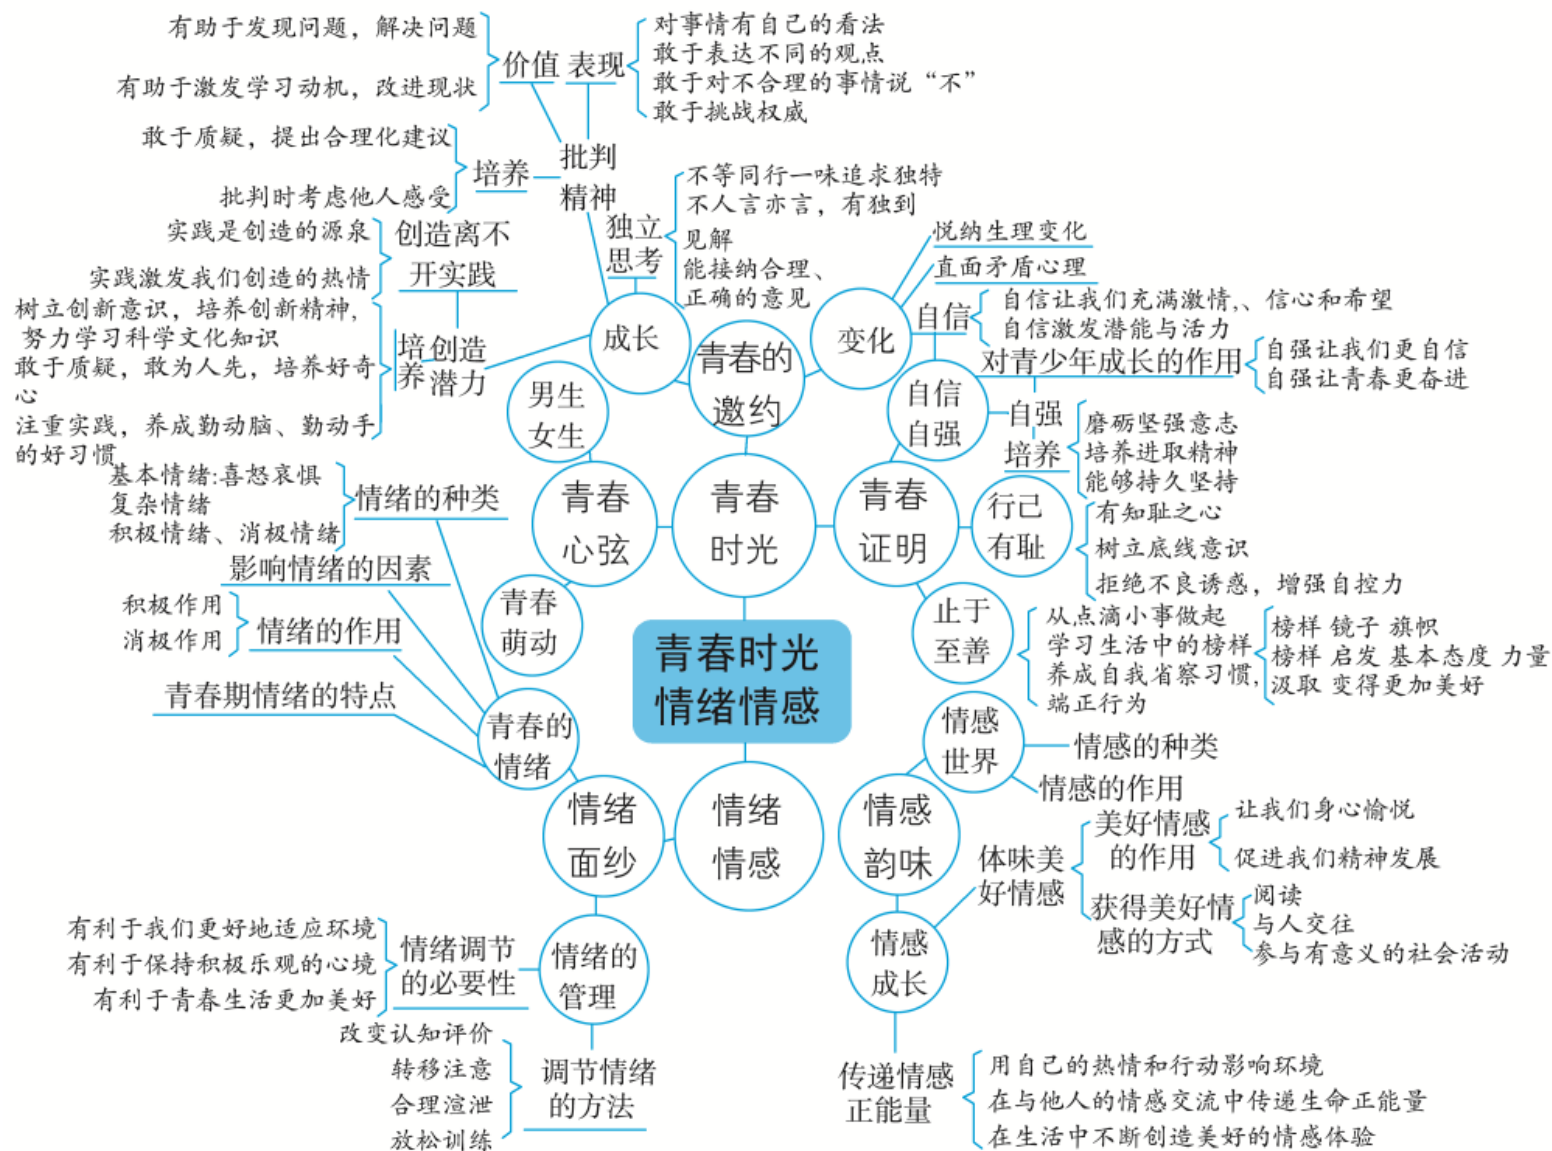 有助于发现问题，解决问题
有助于激发学习动机，改进现状
价值
表现
对事情有自己的看法
敢于表达不同的观点
敢于对不合理的事情说“不”
敢于挑战权威
敢于质疑，提出合理化建议
批判时考虑他人感受
培养
批判
精神
实践是创造的源泉
实践激发我们创造的热情
创造离不
开实践
树立创新意识，培养创新精神，
努力学习科学文化知识
敢于质疑，敢为人先，培养好奇
心
注重实践，养成勤动脑、勤动手
的好习惯
培
养
创造
潜力
独立
思考
不等同行一味追求独特
不人言亦言，有独到
见解
能接纳合理、
正确的意见
成长
青春的
邀约
变化
悦纳生理变化
直面矛盾心理
自信
自信让我们充满激情,、信心和希望
自信激发潜能与活力
对青少年成长的作用
自强让我们更自信
自强让青春更奋进
自信
自强
自强
培养
磨砺坚强意志
培养进取精神
能够持久坚持
男生
女生
青春
心弦
青春
时光
青春
证明
行己
有耻
有知耻之心
树立底线意识
拒绝不良诱惑，增强自控力
青春
萌动
止于
至善
从点滴小事做起
学习生活中的榜样
养成自我省察习惯,
端正行为
榜样 镜子 旗帜
榜样 启发 基本态度 力量
汲取 变得更加美好
基本情绪:喜怒哀惧
复杂情绪
积极情绪、消极情绪
情绪的种类
影响情绪的因素
积极作用
消极作用
情绪的作用
青春期情绪的特点
青春的
情绪
青春时光
情绪情感
情绪
面纱
情绪
情感
情感
韵味
情感
世界
情感的种类
情感的作用
体味美
好情感
美好情感
的作用
让我们身心愉悦
促进我们精神发展
获得美好情
感的方式
阅读
与人交往
参与有意义的社会活动
有利于我们更好地适应环境
有利于保持积极乐观的心境
有利于青春生活更加美好
情绪调节
的必要性
情绪的
管理
改变认知评价
转移注意
合理渲泄
放松训练
调节情绪
的方法
情感
成长
传递情感
正能量
用自己的热情和行动影响环境
在与他人的情感交流中传递生命正能量
在生活中不断创造美好的情感体验